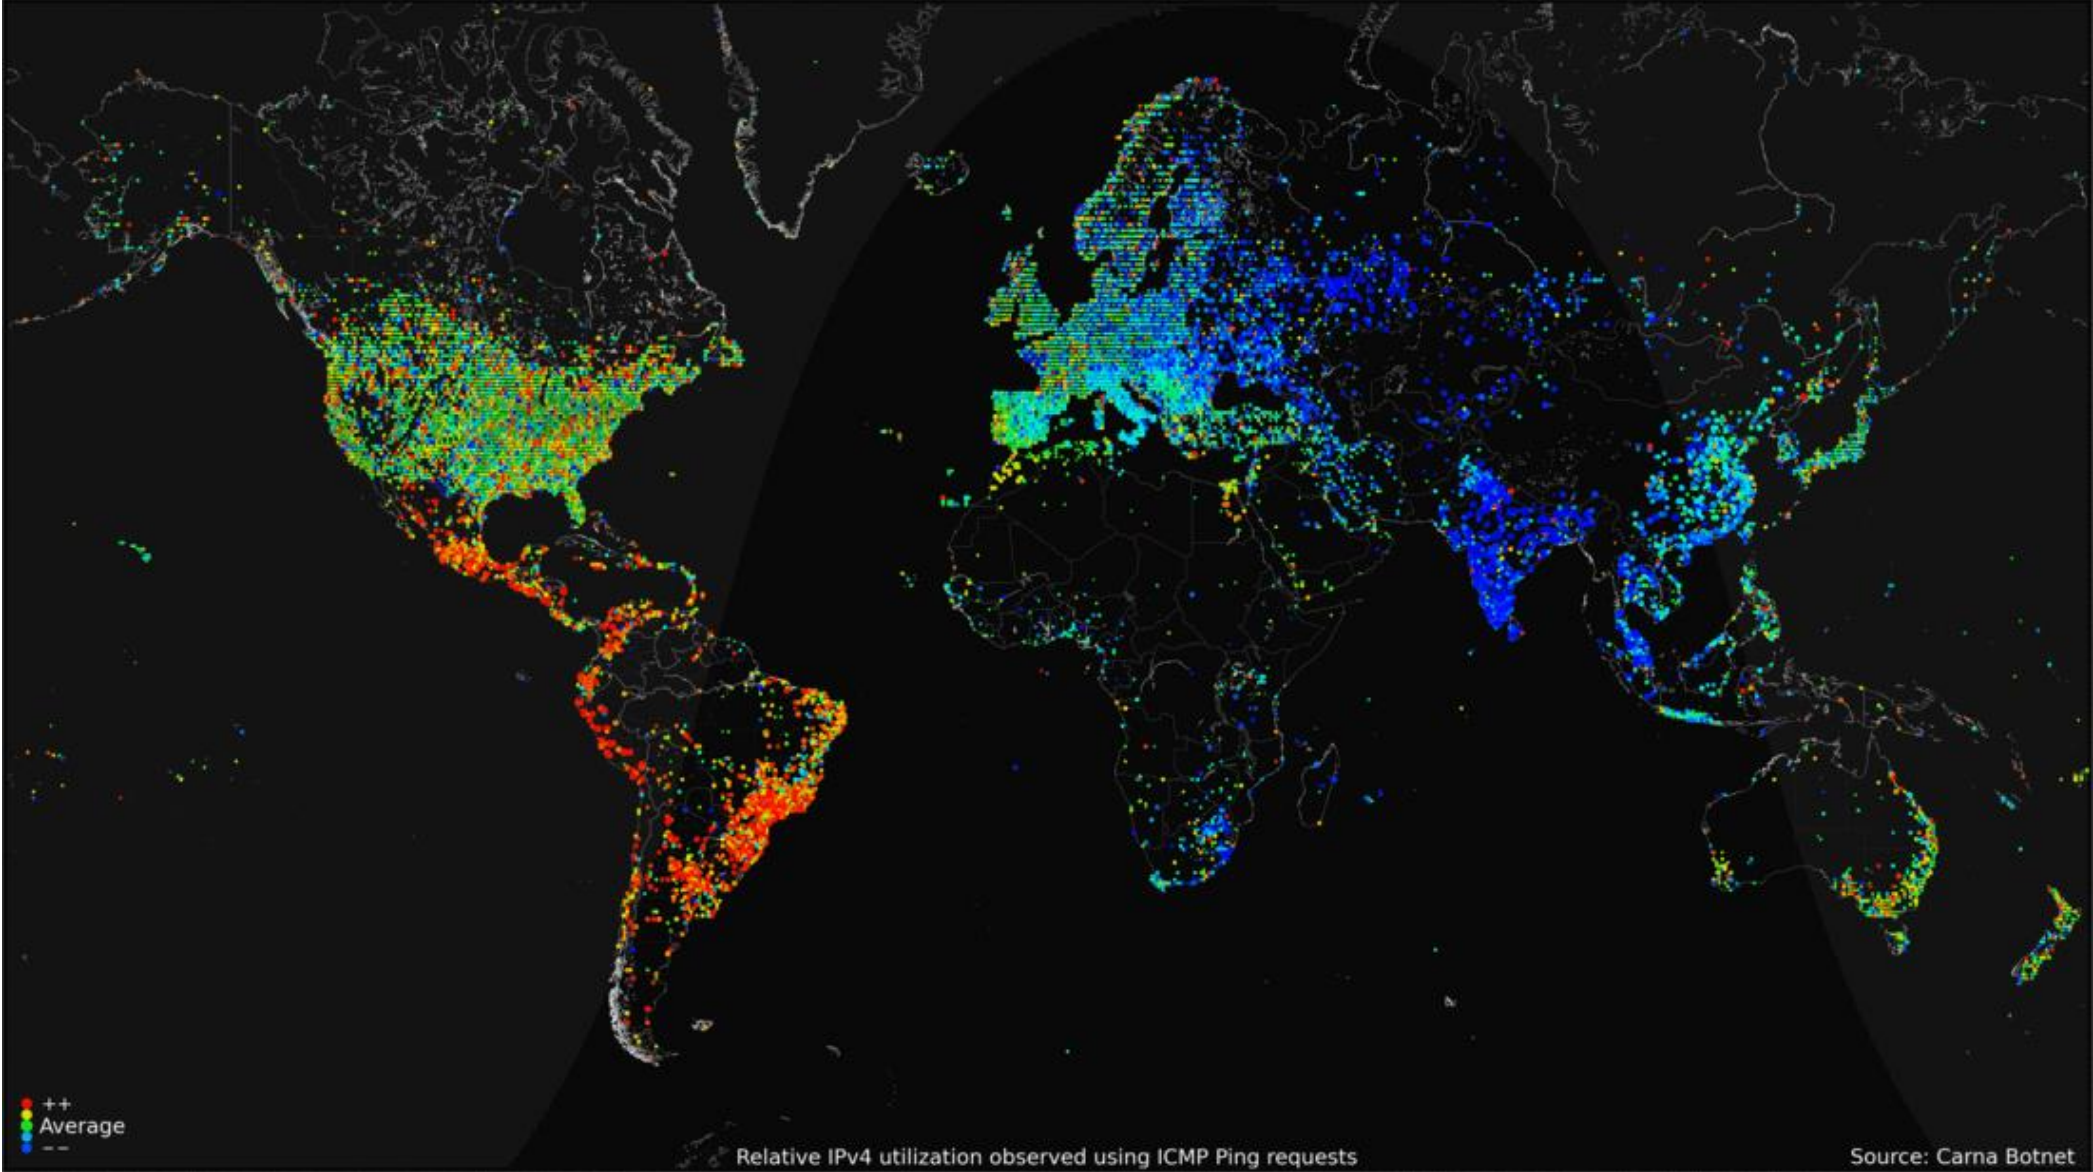 ++
Average
--
Relative IPv4 utilization observed using ICMP Ping requests
Source: Carna Botnet